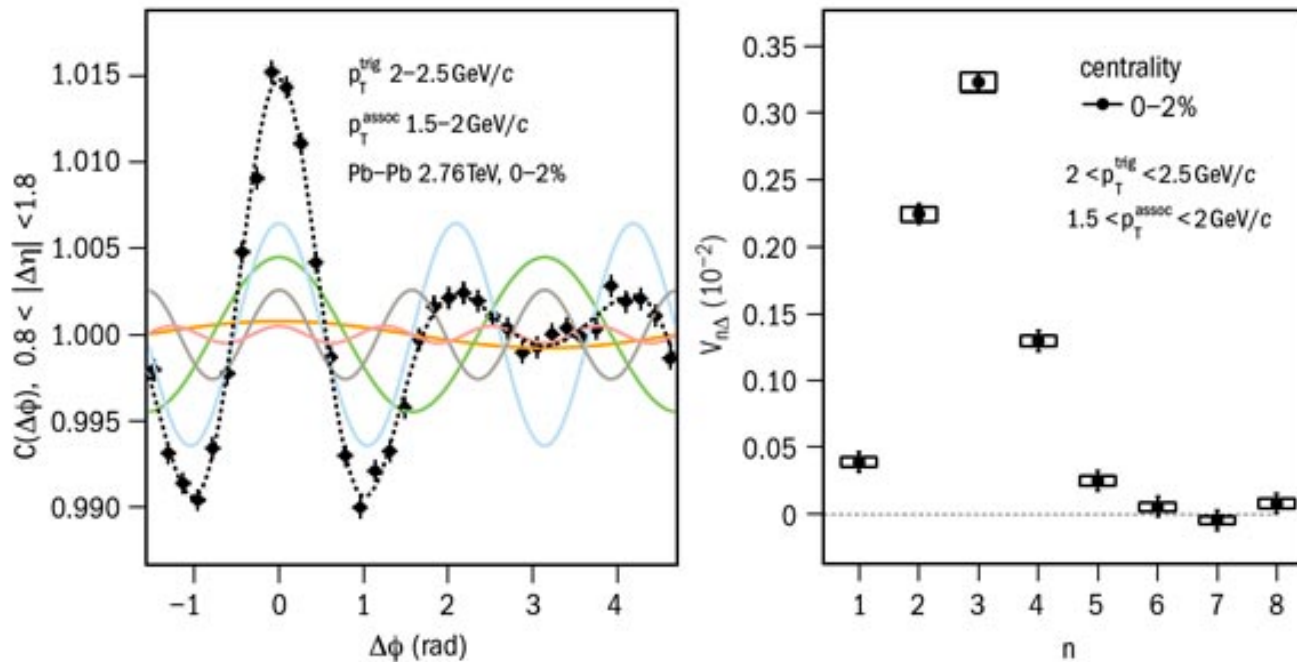 1.015
1.010
1.005
1.000
0.995
0.990
C(Δϕ), 0.8 < |Δη| <1.8
p_T^trig 2–2.5 GeV/c
p_T^assoc 1.5–2 GeV/c
Pb–Pb 2.76 TeV, 0–2%
−1 0 1 2 3 4
Δϕ (rad)
0.35
0.30
0.25
0.20
0.15
0.10
0.05
0
V_nΔ (10⁻²)
centrality
0–2%
2 <p_T^trig <2.5 GeV/c
1.5 <p_T^assoc <2 GeV/c
1 2 3 4 5 6 7 8
n